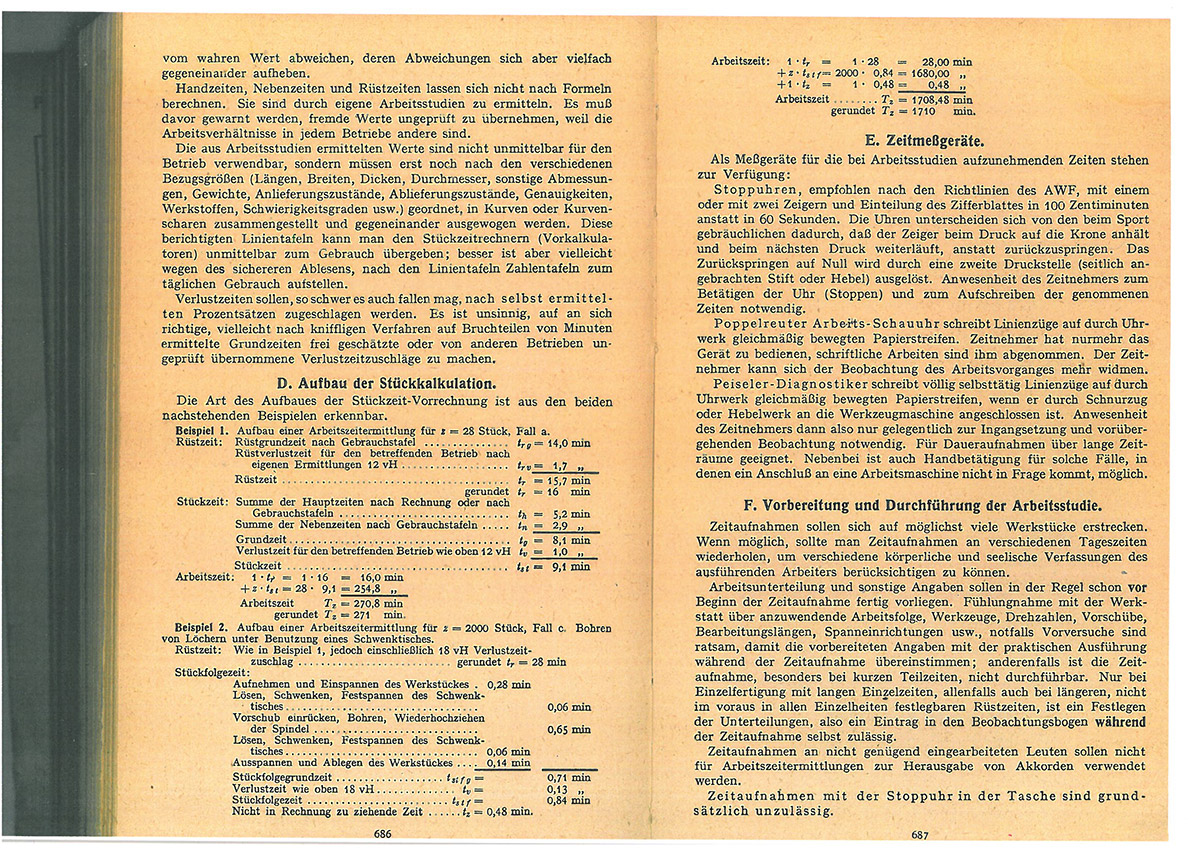 vom wahren Wert abweichen, deren Abweichungen sich aber vielfach
gegeneinander aufheben.
Handzeiten, Nebenzeiten und Rüstzeiten lassen sich nicht nach Formeln
berechnen. Sie sind durch eigene Arbeitsstudien zu ermitteln. Es muß
davor gewarnt werden, fremde Werte ungeprüft zu übernehmen, weil die
Arbeitsverhältnisse in jedem Betriebe andere sind.
Die aus Arbeitsstudien ermittelten Werte sind nicht unmittelbar für den
Betrieb verwendbar, sondern müssen erst noch nach den verschiedenen
Bezugsgrößen (Längen, Breiten, Dicken, Durchmesser, sonstige Abmessun-
gen, Gewichte, Anlieferungszustände, Ablieferungszustände, Genauigkeiten,
Werkstoffen, Schwierigkeitsgraden usw.) geordnet, in Kurven oder Kurven-
scharen zusammengestellt und gegeneinander ausgewogen werden. Diese
berichtigten Linientafeln kann man den Stückzeitrechnern (Vorkalkula-
toren) unmittelbar zum Gebrauch übergeben; besser ist aber vielleicht
wegen des sichereren Ablesens, nach den Linientafeln Zahlentafeln zum
täglichen Gebrauch aufstellen.
Verlustzeiten sollen, so schwer es auch fallen mag, nach selbst ermittel-
ten Prozentsätzen zugeschlagen werden. Es ist unsinnig, auf an sich
richtige, vielleicht nach kniffligen Verfahren auf Bruchteilen von Minuten
ermittelte Grundzeiten frei geschätzte oder von anderen Betrieben un-
geprüft übernommene Verlustzeitzuschläge zu machen.
D. Aufbau der Stückkalkulation.
Die Art des Aufbaues der Stückzeit-Vorrechnung ist aus den beiden
nachstehenden Beispielen erkennbar.
Beispiel 1. Aufbau einer Arbeitszeitermittlung für z = 28 Stück, Fall a.
Rüstzeit: Rüstgrundzeit nach Gebrauchstafel .............. trg = 14,0 min
Rüstverlustzeit für den betreffenden Betrieb nach
eigenen Ermittlungen 12 vH .................. trv = 1,7 „
Rüstzeit .................................... tr = 15,7 min
gerundet tr = 16 min
Stückzeit: Summe der Hauptzeiten nach Rechnung oder nach
Gebrauchstafeln ............................ th = 5,2 min
Summe der Nebenzeiten nach Gebrauchstafeln ..... tn = 2,9 „
Grundzeit .................................. tg = 8,1 min
Verlustzeit für den betreffenden Betrieb wie oben 12 vH tv = 1,0 „
Stückzeit .................................. tst = 9,1 min
Arbeitszeit: 1 · tr = 1 · 16 = 16,0 min
+ z · tst = 28 · 9,1 = 254,8 „
Arbeitszeit Tz = 270,8 min
gerundet Tz = 271 min.
Beispiel 2. Aufbau einer Arbeitszeitermittlung für z = 2000 Stück, Fall c. Bohren
von Löchern unter Benutzung eines Schwenktisches.
Rüstzeit: Wie in Beispiel 1, jedoch einschließlich 18 vH Verlustzeit-
zuschlag ........................ gerundet tr = 28 min
Stückfolgezeit:
Aufnehmen und Einspannen des Werkstückes . 0,28 min
Lösen, Schwenken, Festspannen des Schwenk-
tisches ................................ 0,06 min
Vorschub einrücken, Bohren, Wiederhochziehen
der Spindel ............................ 0,65 min
Lösen, Schwenken, Festspannen des Schwenk-
tisches ................................ 0,06 min
Ausspannen und Ablegen des Werkstückes .... 0,14 min
Stückfolgegrundzeit .................. tstfg = 0,71 min
Verlustzeit wie oben 18 vH ............. tv = 0,13 „
Stückfolgezeit ........................ tstf = 0,84 min
Nicht in Rechnung zu ziehende Zeit ...... tz = 0,48 min.
686
Arbeitszeit: 1 · tr = 1 · 28 = 28,00 min
+ z · tstf = 2000 · 0,84 = 1680,00 „
+ 1 · tz = 1 · 0,48 = 0,48 „
Arbeitszeit ........ Tz = 1708,48 min
gerundet Tz = 1710 min.
E. Zeitmeßgeräte.
Als Meßgeräte für die bei Arbeitsstudien aufzunehmenden Zeiten stehen
zur Verfügung:
Stoppuhren, empfohlen nach den Richtlinien des AWF, mit einem
oder mit zwei Zeigern und Einteilung des Zifferblattes in 100 Zentiminuten
anstatt in 60 Sekunden. Die Uhren unterscheiden sich von den beim Sport
gebräuchlichen dadurch, daß der Zeiger beim Druck auf die Krone anhält
und beim nächsten Druck weiterläuft, anstatt zurückzuspringen. Das
Zurückspringen auf Null wird durch eine zweite Druckstelle (seitlich an-
gebrachten Stift oder Hebel) ausgelöst. Anwesenheit des Zeitnehmers zum
Betätigen der Uhr (Stoppen) und zum Aufschreiben der genommenen
Zeiten notwendig.
Poppelreuter Arbeits-Schauuhr schreibt Linienzüge auf durch Uhr-
werk gleichmäßig bewegten Papierstreifen. Zeitnehmer hat nurmehr das
Gerät zu bedienen, schriftliche Arbeiten sind ihm abgenommen. Der Zeit-
nehmer kann sich der Beobachtung des Arbeitsvorganges mehr widmen.
Peiseler-Diagnostiker schreibt völlig selbsttätig Linienzüge auf durch
Uhrwerk gleichmäßig bewegten Papierstreifen, wenn er durch Schnurzug
oder Hebelwerk an die Werkzeugmaschine angeschlossen ist. Anwesenheit
des Zeitnehmers dann also nur gelegentlich zur Ingangsetzung und vorüber-
gehenden Beobachtung notwendig. Für Daueraufnahmen über lange Zeit-
räume geeignet. Nebenbei ist auch Handbetätigung für solche Fälle, in
denen ein Anschluß an eine Arbeitsmaschine nicht in Frage kommt, möglich.
F. Vorbereitung und Durchführung der Arbeitsstudie.
Zeitaufnahmen sollen sich auf möglichst viele Werkstücke erstrecken.
Wenn möglich, sollte man Zeitaufnahmen an verschiedenen Tageszeiten
wiederholen, um verschiedene körperliche und seelische Verfassungen des
ausführenden Arbeiters berücksichtigen zu können.
Arbeitsunterteilung und sonstige Angaben sollen in der Regel schon vor
Beginn der Zeitaufnahme fertig vorliegen. Fühlungnahme mit der Werk-
statt über anzuwendende Arbeitsfolge, Werkzeuge, Drehzahlen, Vorschübe,
Bearbeitungslängen, Spanneinrichtungen usw., notfalls Vorversuche sind
ratsam, damit die vorbereiteten Angaben mit der praktischen Ausführung
während der Zeitaufnahme übereinstimmen; anderenfalls ist die Zeit-
aufnahme, besonders bei kurzen Teilzeiten, nicht durchführbar. Nur bei
Einzelfertigung mit langen Einzelzeiten, allenfalls auch bei längeren, nicht
im voraus in allen Einzelheiten festlegbaren Rüstzeiten, ist ein Festlegen
der Unterteilungen, also ein Eintrag in den Beobachtungsbogen während
der Zeitaufnahme selbst zulässig.
Zeitaufnahmen an nicht genügend eingearbeiteten Leuten sollen nicht
für Arbeitszeitermittlungen zur Herausgabe von Akkorden verwendet
werden.
Zeitaufnahmen mit der Stoppuhr in der Tasche sind grund-
sätzlich unzulässig.
687